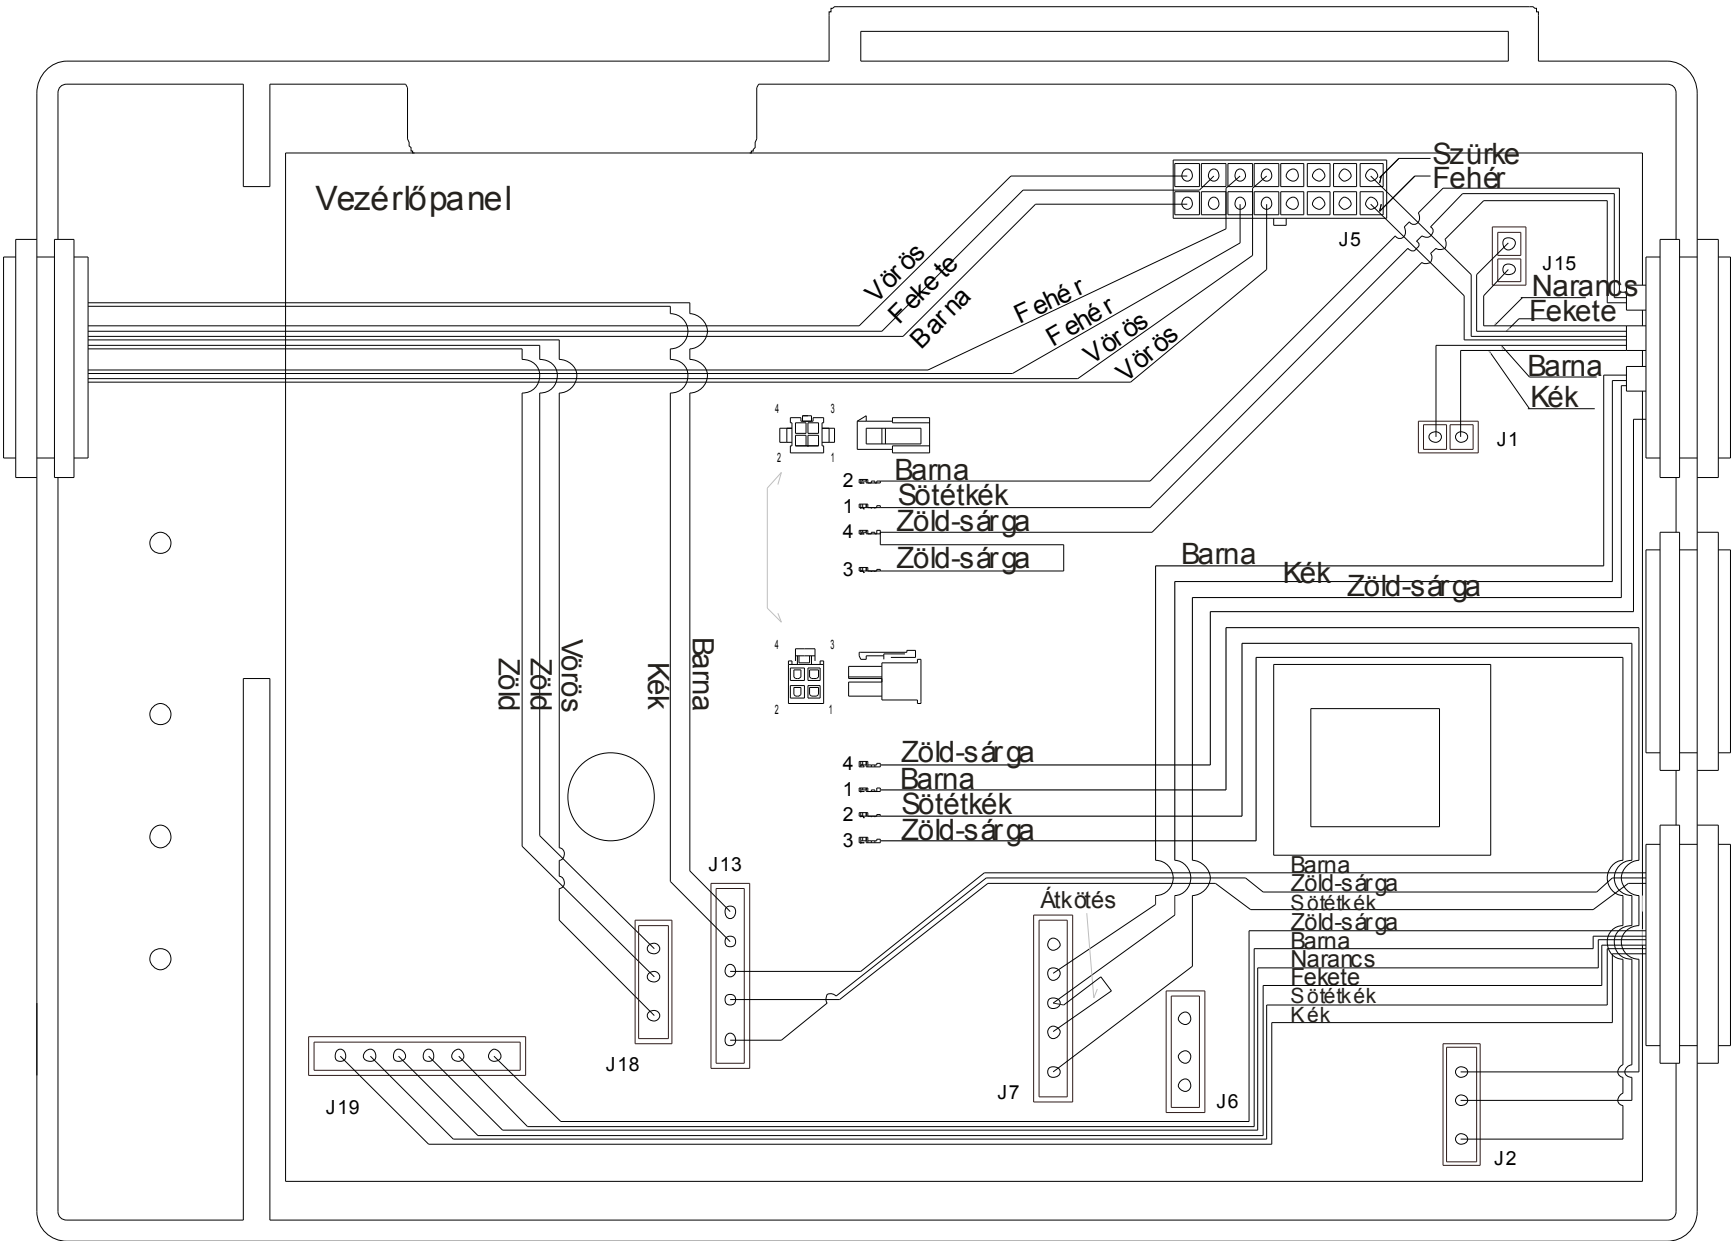 Vezérlőpanel
Szürke
Fehér
J5
J15
Narancs
Fekete
Barna
Kék
J1
Vörös
Fekete
Barna
Fehér
Fehér
Vörös
Vörös
4 3
2 1
2 Barna
1 Sötétkék
4 Zöld-sárga
3 Zöld-sárga
Barna
Kék
Zöld-sárga
4 3
2 1
Zöld
Zöld
Vörös
Kék
Barna
4 Zöld-sárga
1 Barna
2 Sötétkék
3 Zöld-sárga
J13
Átkötés
Barna
Zöld-sárga
Sötétkék
Zöld-sárga
Barna
Narancs
Fekete
Sötétkék
Kék
J18
J19
J7
J6
J2